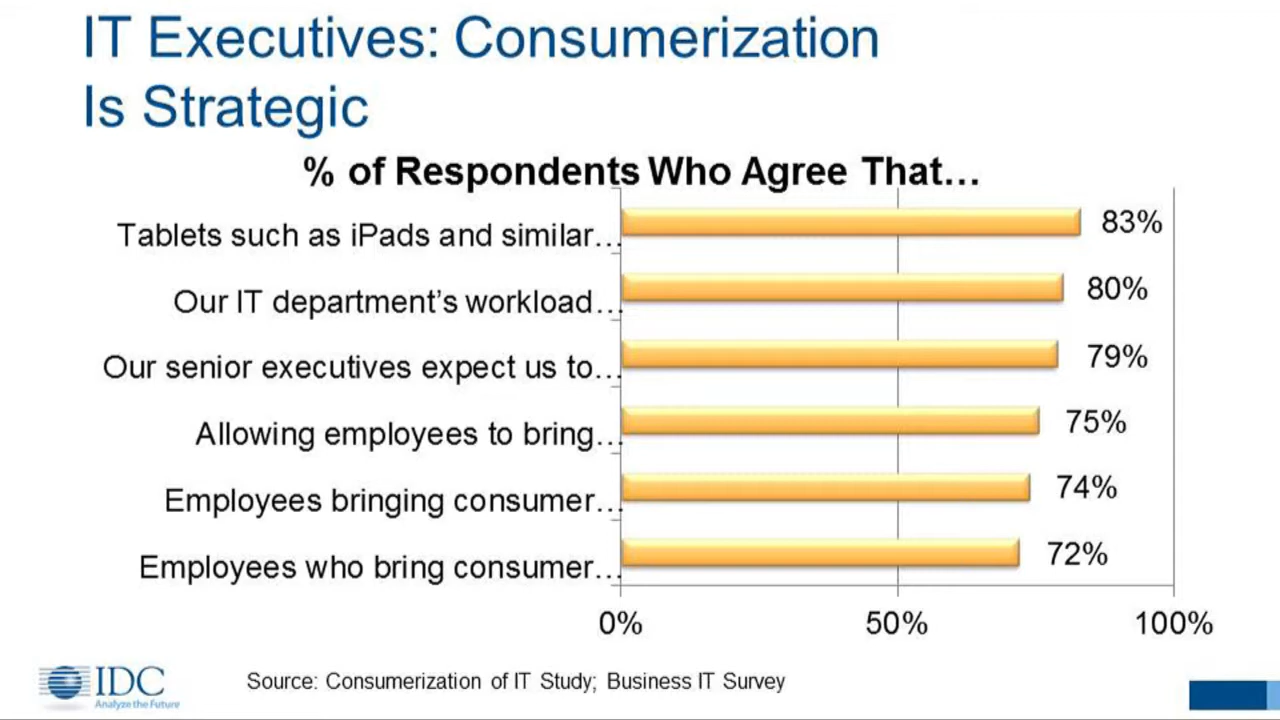 IT Executives: Consumerization
Is Strategic
% of Respondents Who Agree That…
Tablets such as iPads and similar…
83%
Our IT department’s workload…
80%
Our senior executives expect us to…
79%
Allowing employees to bring…
75%
Employees bringing consumer…
74%
Employees who bring consumer…
72%
0% 50% 100%
IDC
Analyze the Future
Source: Consumerization of IT Study; Business IT Survey